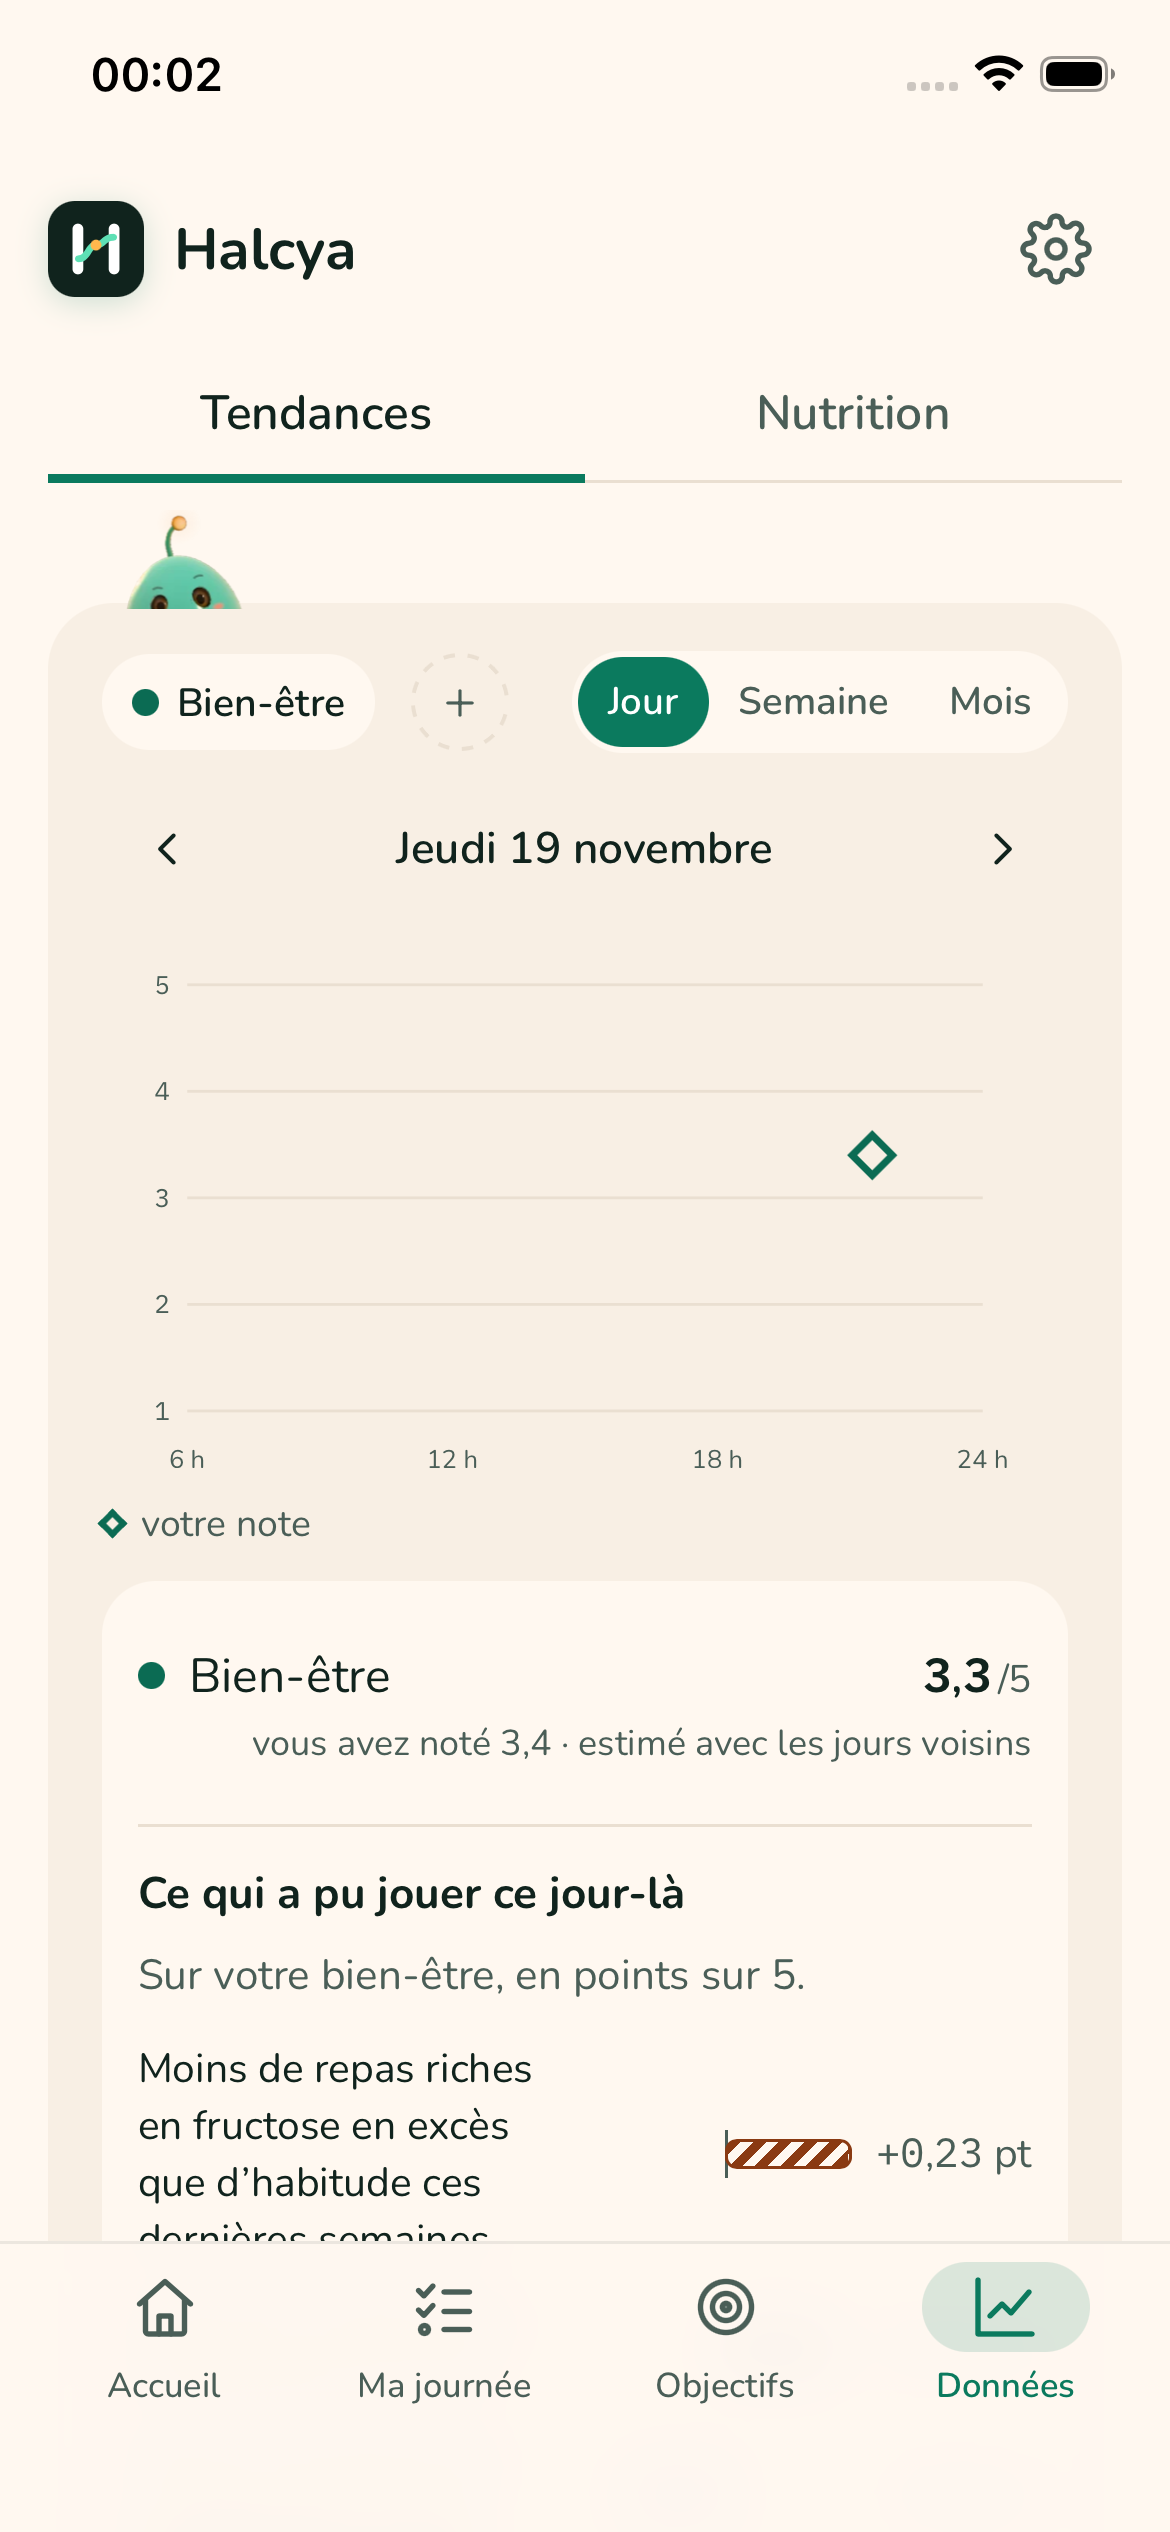 00:02
Halcya
Tendances
Nutrition
Bien-être
+
Jour
Semaine
Mois
Jeudi 19 novembre
5
4
3
2
1
6 h
12 h
18 h
24 h
votre note
Bien-être
3,3 /5
vous avez noté 3,4 · estimé avec les jours voisins
Ce qui a pu jouer ce jour-là
Sur votre bien-être, en points sur 5.
Moins de repas riches
en fructose en excès
que d’habitude ces
dernières semaines
+0,23 pt
Accueil
Ma journée
Objectifs
Données